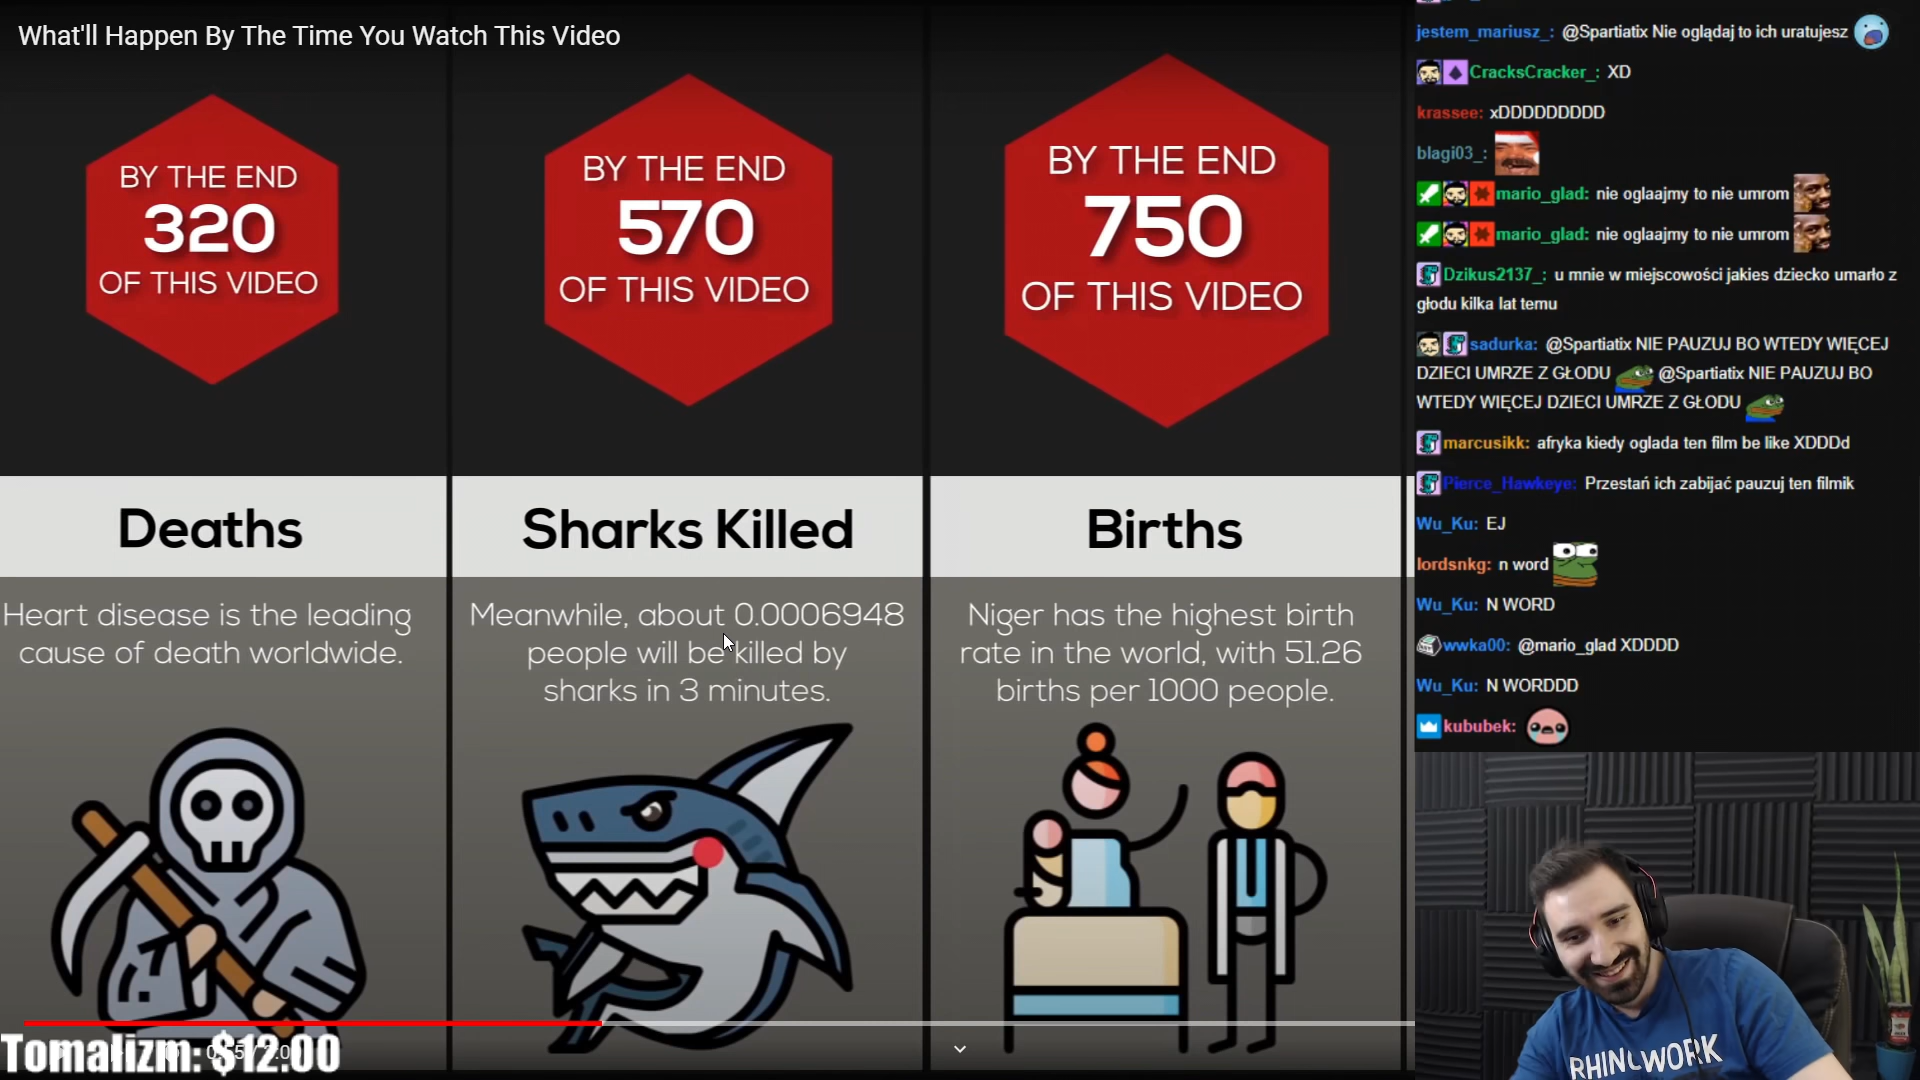 What'll Happen By The Time You Watch This Video
BY THE END
320
OF THIS VIDEO
BY THE END
570
OF THIS VIDEO
BY THE END
750
OF THIS VIDEO
Deaths
Sharks Killed
Births
Heart disease is the leading
cause of death worldwide.
Meanwhile, about 0.0006948
people will be killed by
sharks in 3 minutes.
Niger has the highest birth
rate in the world, with 51.26
births per 1000 people.
Tomalizm: $12.00
jestem_mariusz_: @Spartiatix Nie oglądaj to ich uratujesz
CracksCracker_: XD
krassee: xDDDDDDDDD
blagi03_:
mario_glad: nie oglaajmy to nie umrom
mario_glad: nie oglaajmy to nie umrom
Dzikus2137_: u mnie w miejscowości jakies dziecko umarło z
głodu kilka lat temu
sadurka: @Spartiatix NIE PAUZUJ BO WTEDY WIĘCEJ
DZIECI UMRZE Z GŁODU @Spartiatix NIE PAUZUJ BO
WTEDY WIĘCEJ DZIECI UMRZE Z GŁODU
marcusikk: afryka kiedy oglada ten film be like XDDDd
Pierce_Hawkeye: Przestań ich zabijać pauzuj ten filmik
Wu_Ku: EJ
lordsnkg: n word
Wu_Ku: N WORD
wwka00: @mario_glad XDDDD
Wu_Ku: N WORDDD
kububek:
RHINOWORK